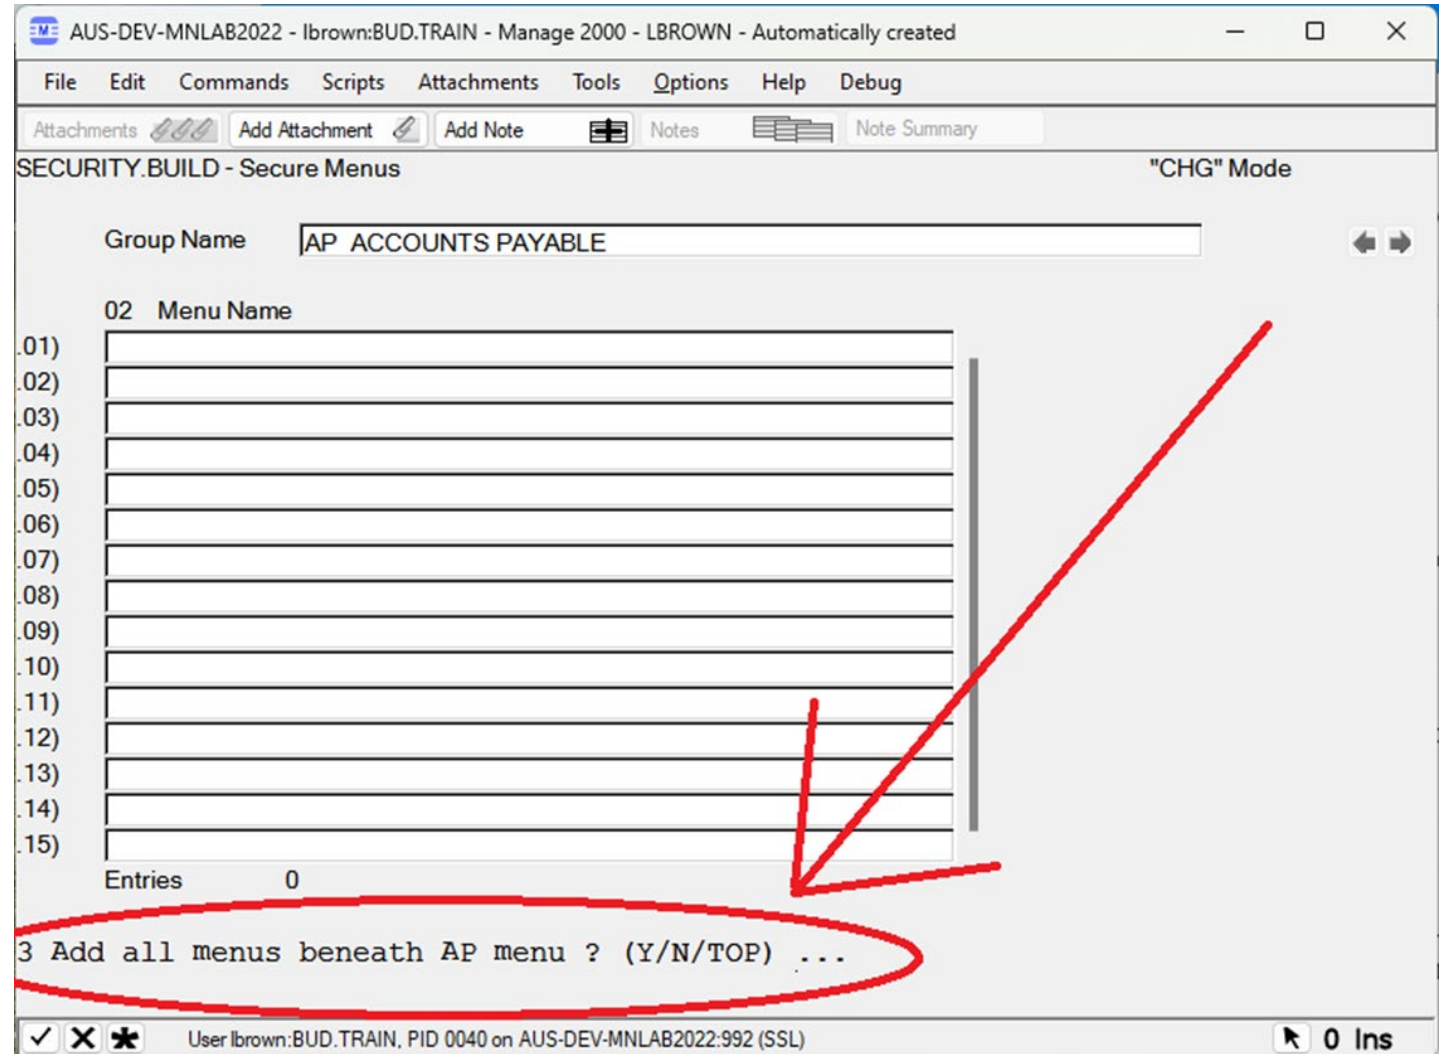 AUS-DEV-MNLAB2022 - lbrown:BUD.TRAIN - Manage 2000 - LBROWN - Automatically created
File Edit Commands Scripts Attachments Tools Options Help Debug
Attachments Add Attachment Add Note Notes Note Summary
SECURITY.BUILD - Secure Menus "CHG" Mode
Group Name AP ACCOUNTS PAYABLE
02 Menu Name
.01)
.02)
.03)
.04)
.05)
.06)
.07)
.08)
.09)
.10)
.11)
.12)
.13)
.14)
.15)
Entries 0
3 Add all menus beneath AP menu ? (Y/N/TOP) ...
User lbrown:BUD.TRAIN, PID 0040 on AUS-DEV-MNLAB2022:992 (SSL) 0 Ins